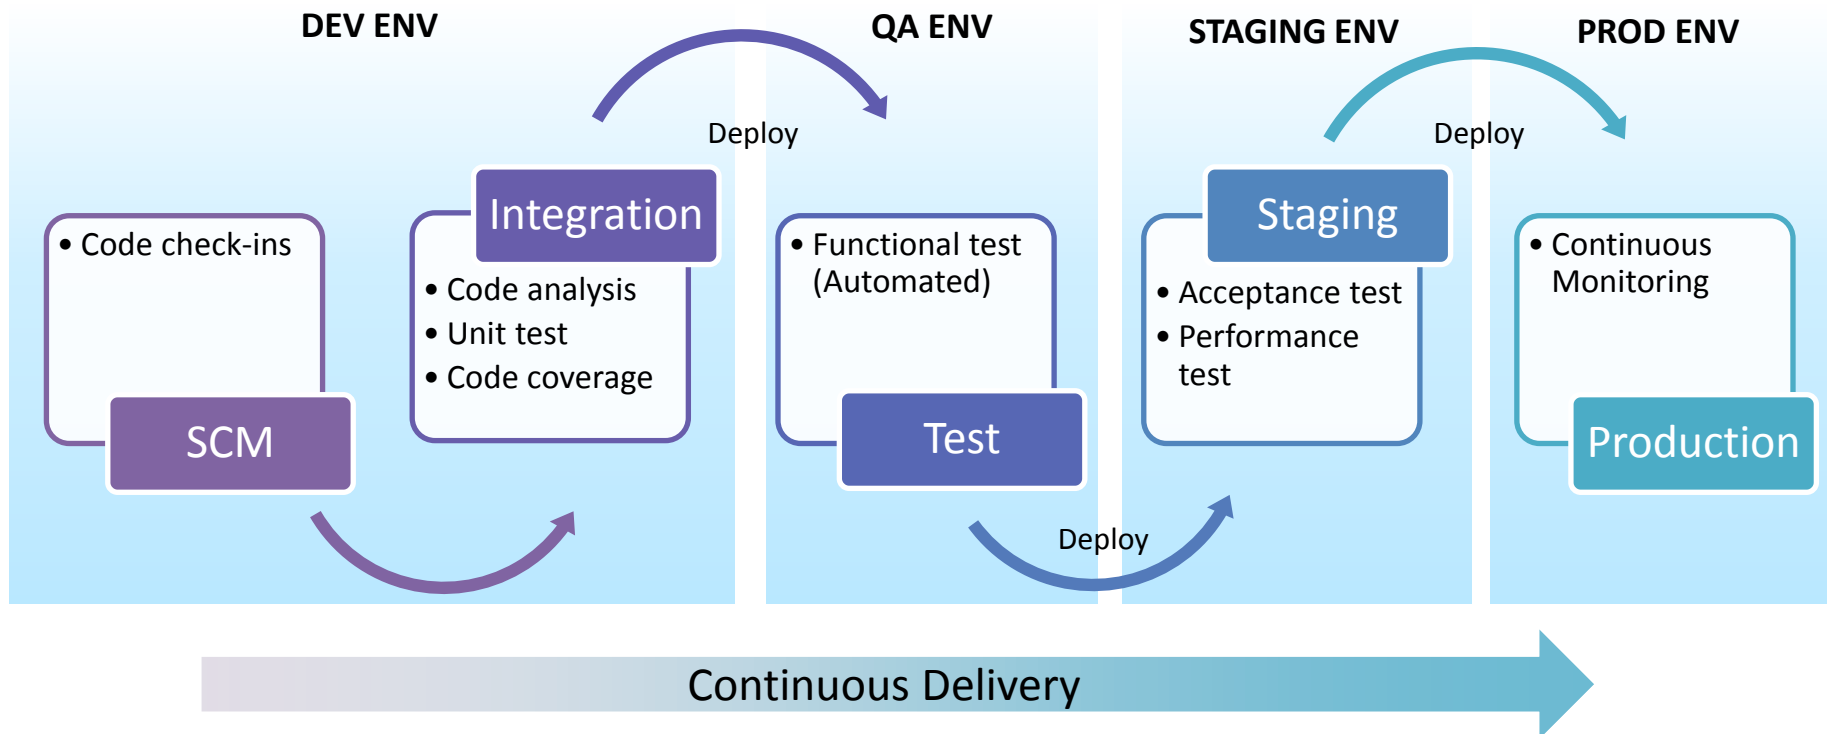 DEV ENV
QA ENV
STAGING ENV
PROD ENV
Deploy
Deploy
Integration
Staging
• Code check-ins
• Code analysis
• Unit test
• Code coverage
• Functional test
(Automated)
• Acceptance test
• Performance
test
• Continuous
Monitoring
SCM
Test
Production
Deploy
Continuous Delivery